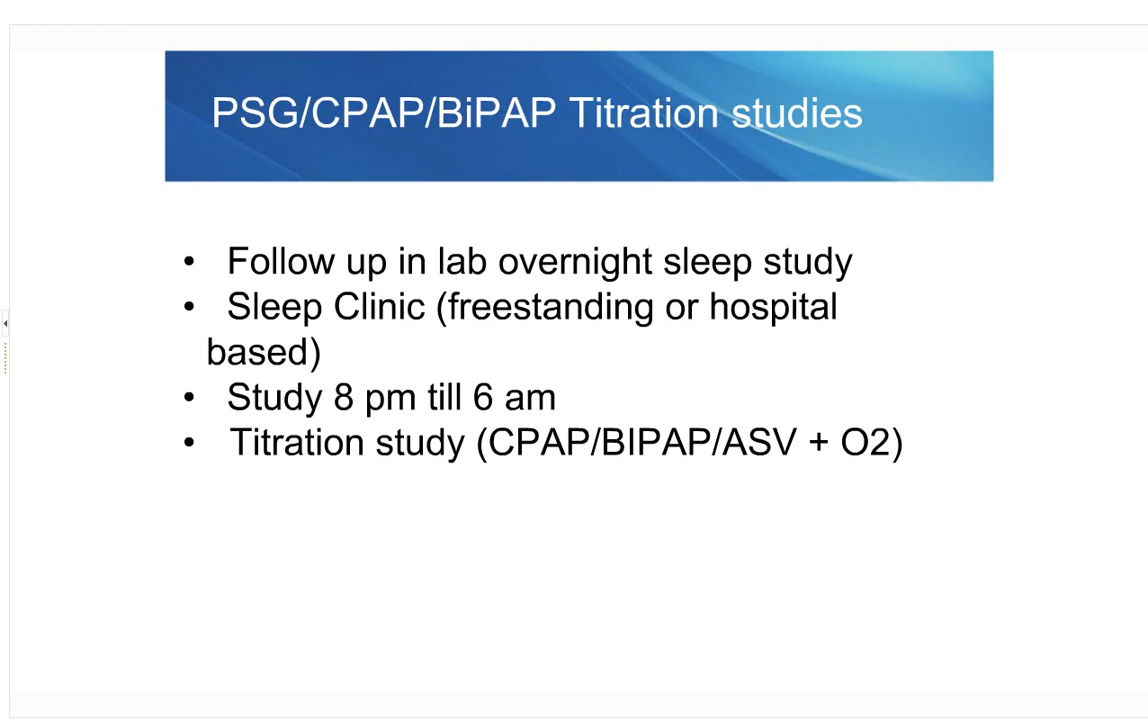 PSG/CPAP/BiPAP Titration studies
• Follow up in lab overnight sleep study
• Sleep Clinic (freestanding or hospital
based)
• Study 8 pm till 6 am
• Titration study (CPAP/BIPAP/ASV + O2)